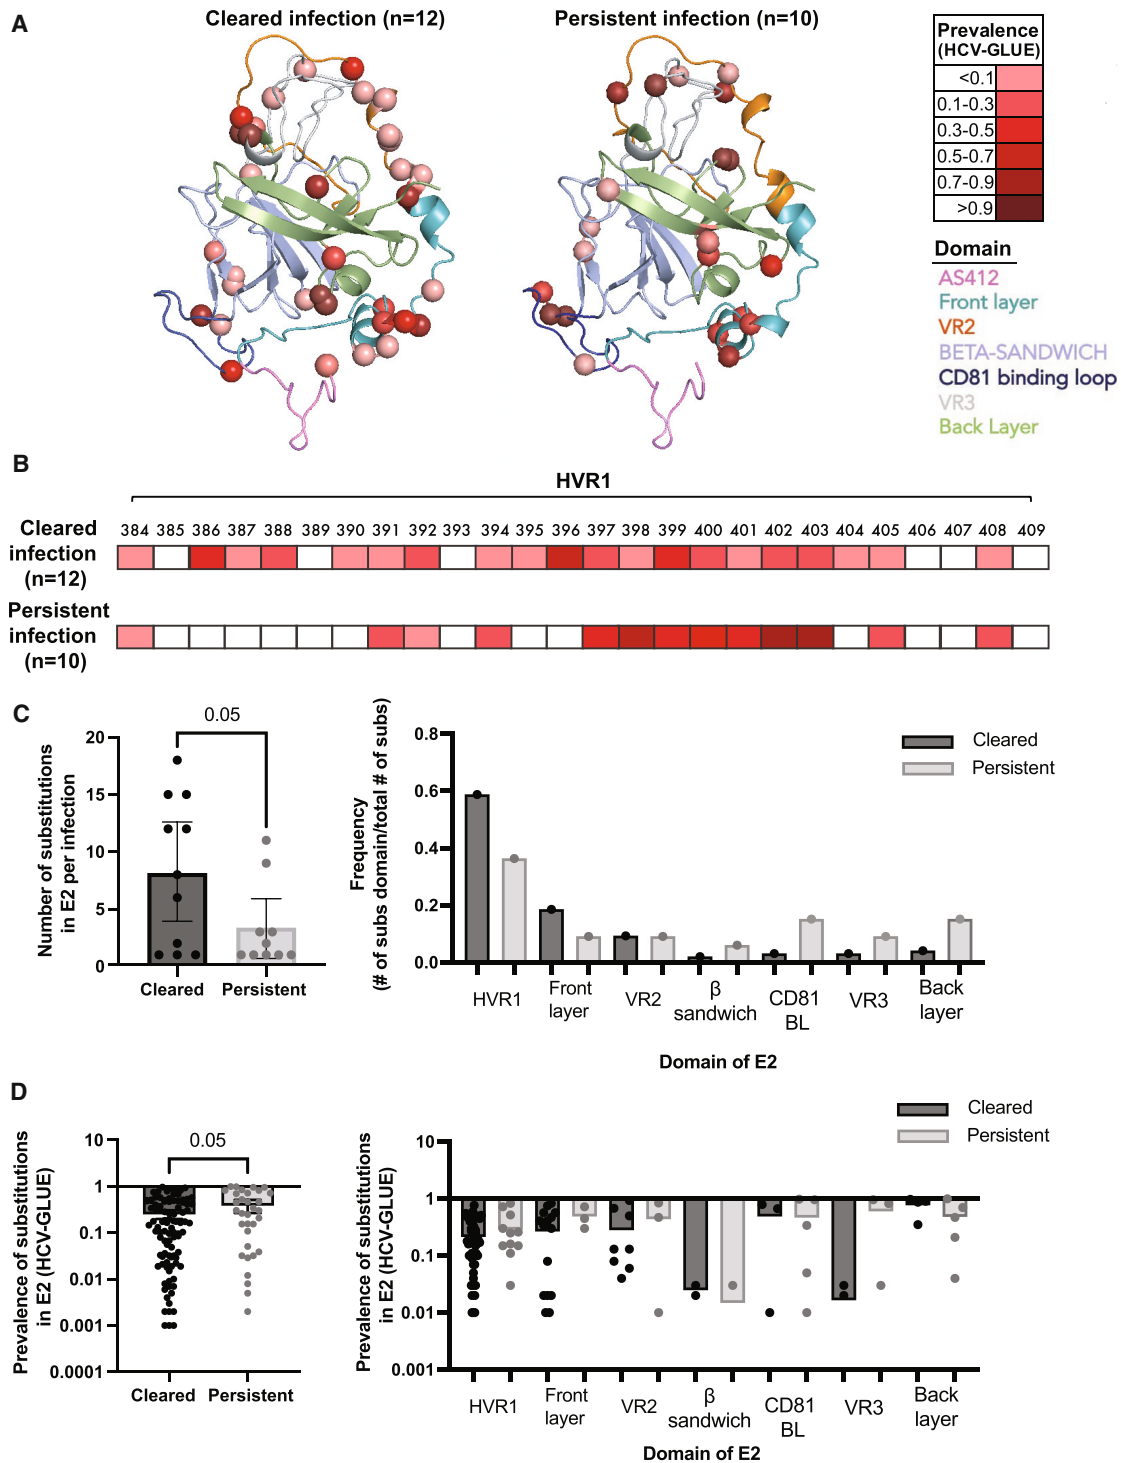 A
Cleared infection (n=12)
Persistent infection (n=10)
Prevalence
(HCV-GLUE)
<0.1
0.1-0.3
0.3-0.5
0.5-0.7
0.7-0.9
>0.9
Domain
AS412
Front layer
VR2
BETA-SANDWICH
CD81 binding loop
VR3
Back Layer
B
HVR1
384 385 386 387 388 389 390 391 392 393 394 395 396 397 398 399 400 401 402 403 404 405 406 407 408 409
Cleared
infection
(n=12)
Persistent
infection
(n=10)
C
Number of substitutions
in E2 per infection
20
15
10
5
0
0.05
Cleared Persistent
Frequency
(# of subs domain/total # of subs)
0.8
0.6
0.4
0.2
0.0
Cleared
Persistent
HVR1
Front
layer
VR2
β
sandwich
CD81
BL
VR3
Back
layer
Domain of E2
D
Prevalence of substitutions
in E2 (HCV-GLUE)
10
1
0.1
0.01
0.001
0.0001
0.05
Cleared Persistent
Prevalence of substitutions
in E2 (HCV-GLUE)
10
1
0.1
0.01
0.001
Cleared
Persistent
HVR1
Front
layer
VR2
β
sandwich
CD81
BL
VR3
Back
layer
Domain of E2